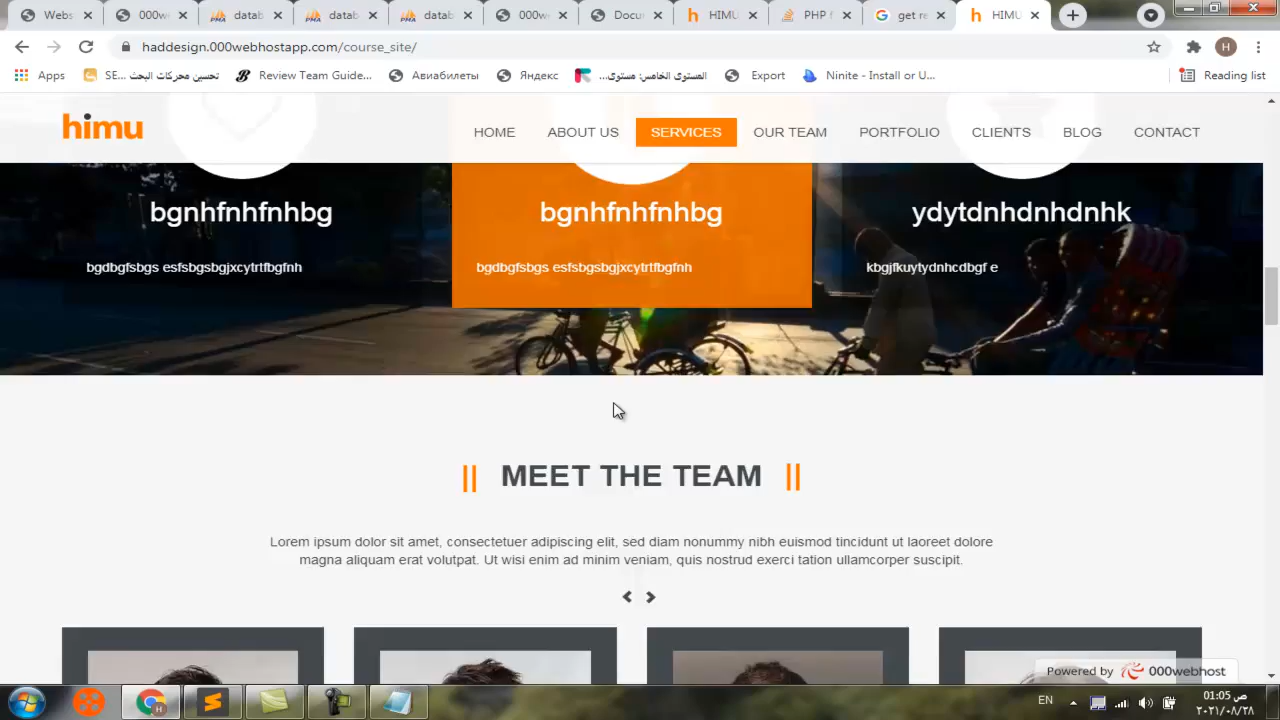 Webs
000w
datab
datab
datab
000w
Docu
HIMU
PHP f
get re
HIMU
haddesign.000webhostapp.com/course_site/
H
Apps
SE... تحسين محركات البحث
Review Team Guide...
Авиабилеты
Яндекс
المستوى الخامس: مستوى...
Export
Ninite - Install or U...
Reading list
himu
HOME
ABOUT US
SERVICES
OUR TEAM
PORTFOLIO
CLIENTS
BLOG
CONTACT
bgnhfnhfnhbg
bgnhfnhfnhbg
ydytdnhdnhdnhk
bgdbgfsbgs esfsbgsbgjxcytrtfbgfnh
bgdbgfsbgs esfsbgsbgjxcytrtfbgfnh
kbgjfkuytydnhcdbgf e
|| MEET THE TEAM ||
Lorem ipsum dolor sit amet, consectetuer adipiscing elit, sed diam nonummy nibh euismod tincidunt ut laoreet dolore
magna aliquam erat volutpat. Ut wisi enim ad minim veniam, quis nostrud exerci tation ullamcorper suscipit.
Powered by 000webhost
EN
01:05 ص
٢٠٢١/٠٨/٢٨